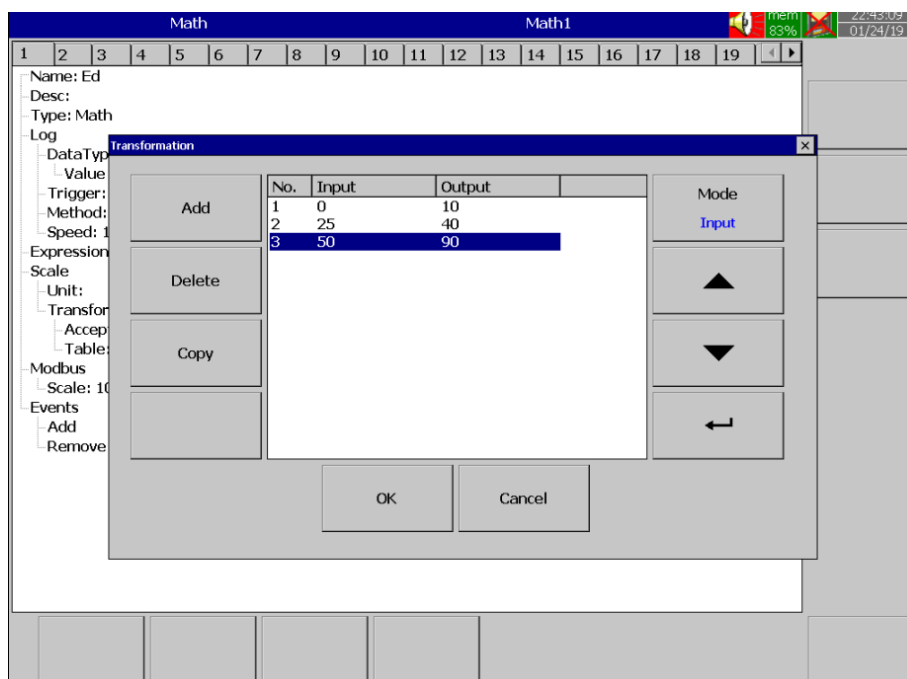 Math Math1 mem 83% 22:43:09 01/24/19
1 2 3 4 5 6 7 8 9 10 11 12 13 14 15 16 17 18 19
Name: Ed
Desc:
Type: Math
Log
DataTyp
Value
Trigger:
Method:
Speed: 1
Expression
Scale
Unit:
Transfor
Accep
Table:
Modbus
Scale: 10
Events
Add
Remove
Transformation
Add
Delete
Copy
No. Input Output
1 0 10
2 25 40
3 50 90
Mode
Input
OK Cancel